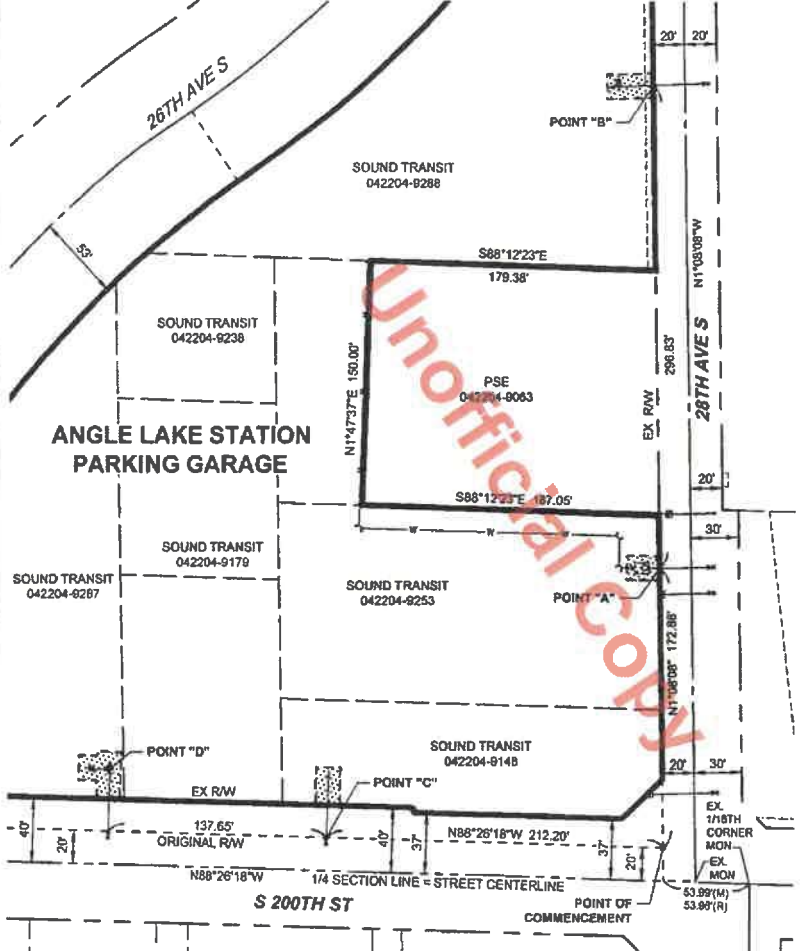 20'
20'
26TH AVE S
POINT "B"
SOUND TRANSIT
042204-9288
53'
S88°12'23"E
179.38'
N1°08'08"W
28TH AVE S
SOUND TRANSIT
042204-9238
N1°47'37"E 150.00'
PSE
042204-9063
296.83'
EX R/W
ANGLE LAKE STATION
PARKING GARAGE
S88°12'23"E 187.05'
20'
30'
W W W
SOUND TRANSIT
042204-9179
SOUND TRANSIT
042204-9287
SOUND TRANSIT
042204-9253
POINT "A"
N1°08'08" 172.88'
Unofficial Copy
SOUND TRANSIT
042204-9148
POINT "D"
POINT "C"
20'
30'
EX R/W
EX.
1/16TH
CORNER
MON
40'
20'
137.65'
ORIGINAL R/W
40'
37'
N88°26'18"W 212.20'
37'
20'
EX.
MON
N88°26'18"W
1/4 SECTION LINE = STREET CENTERLINE
S 200TH ST
POINT OF
COMMENCEMENT
53.99'(M)
53.96'(R)